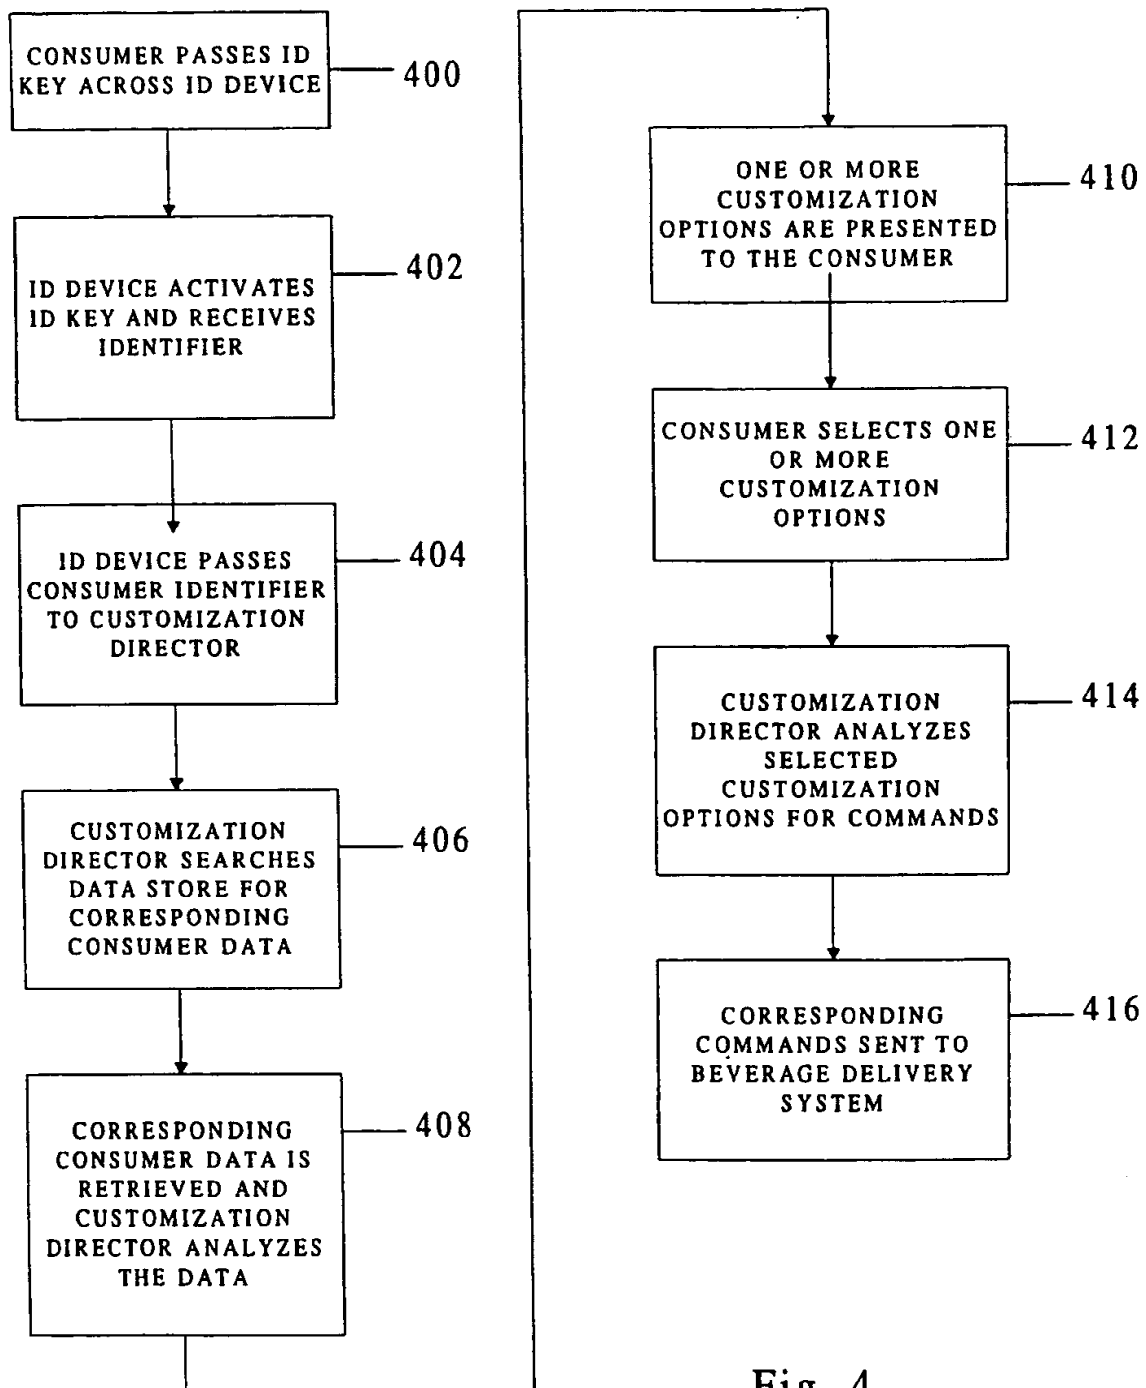 CONSUMER PASSES ID
KEY ACROSS ID DEVICE
400
ID DEVICE ACTIVATES
ID KEY AND RECEIVES
IDENTIFIER
402
ID DEVICE PASSES
CONSUMER IDENTIFIER
TO CUSTOMIZATION
DIRECTOR
404
CUSTOMIZATION
DIRECTOR SEARCHES
DATA STORE FOR
CORRESPONDING
CONSUMER DATA
406
CORRESPONDING
CONSUMER DATA IS
RETRIEVED AND
CUSTOMIZATION
DIRECTOR ANALYZES
THE DATA
408
ONE OR MORE
CUSTOMIZATION
OPTIONS ARE PRESENTED
TO THE CONSUMER
410
CONSUMER SELECTS ONE
OR MORE
CUSTOMIZATION
OPTIONS
412
CUSTOMIZATION
DIRECTOR ANALYZES
SELECTED
CUSTOMIZATION
OPTIONS FOR COMMANDS
414
CORRESPONDING
COMMANDS SENT TO
BEVERAGE DELIVERY
SYSTEM
416
Fig. 4